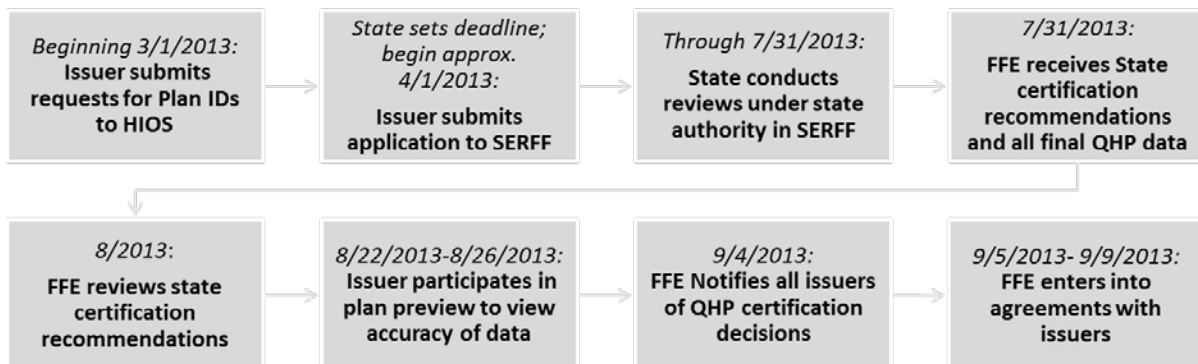 Beginning 3/1/2013:
Issuer submits
requests for Plan IDs
to HIOS
State sets deadline;
begin approx.
4/1/2013:
Issuer submits
application to SERFF
Through 7/31/2013:
State conducts
reviews under state
authority in SERFF
7/31/2013:
FFE receives State
certification
recommendations
and all final QHP data
8/2013:
FFE reviews state
certification
recommendations
8/22/2013-8/26/2013:
Issuer participates in
plan preview to view
accuracy of data
9/4/2013:
FFE Notifies all issuers
of QHP certification
decisions
9/5/2013- 9/9/2013:
FFE enters into
agreements with
issuers